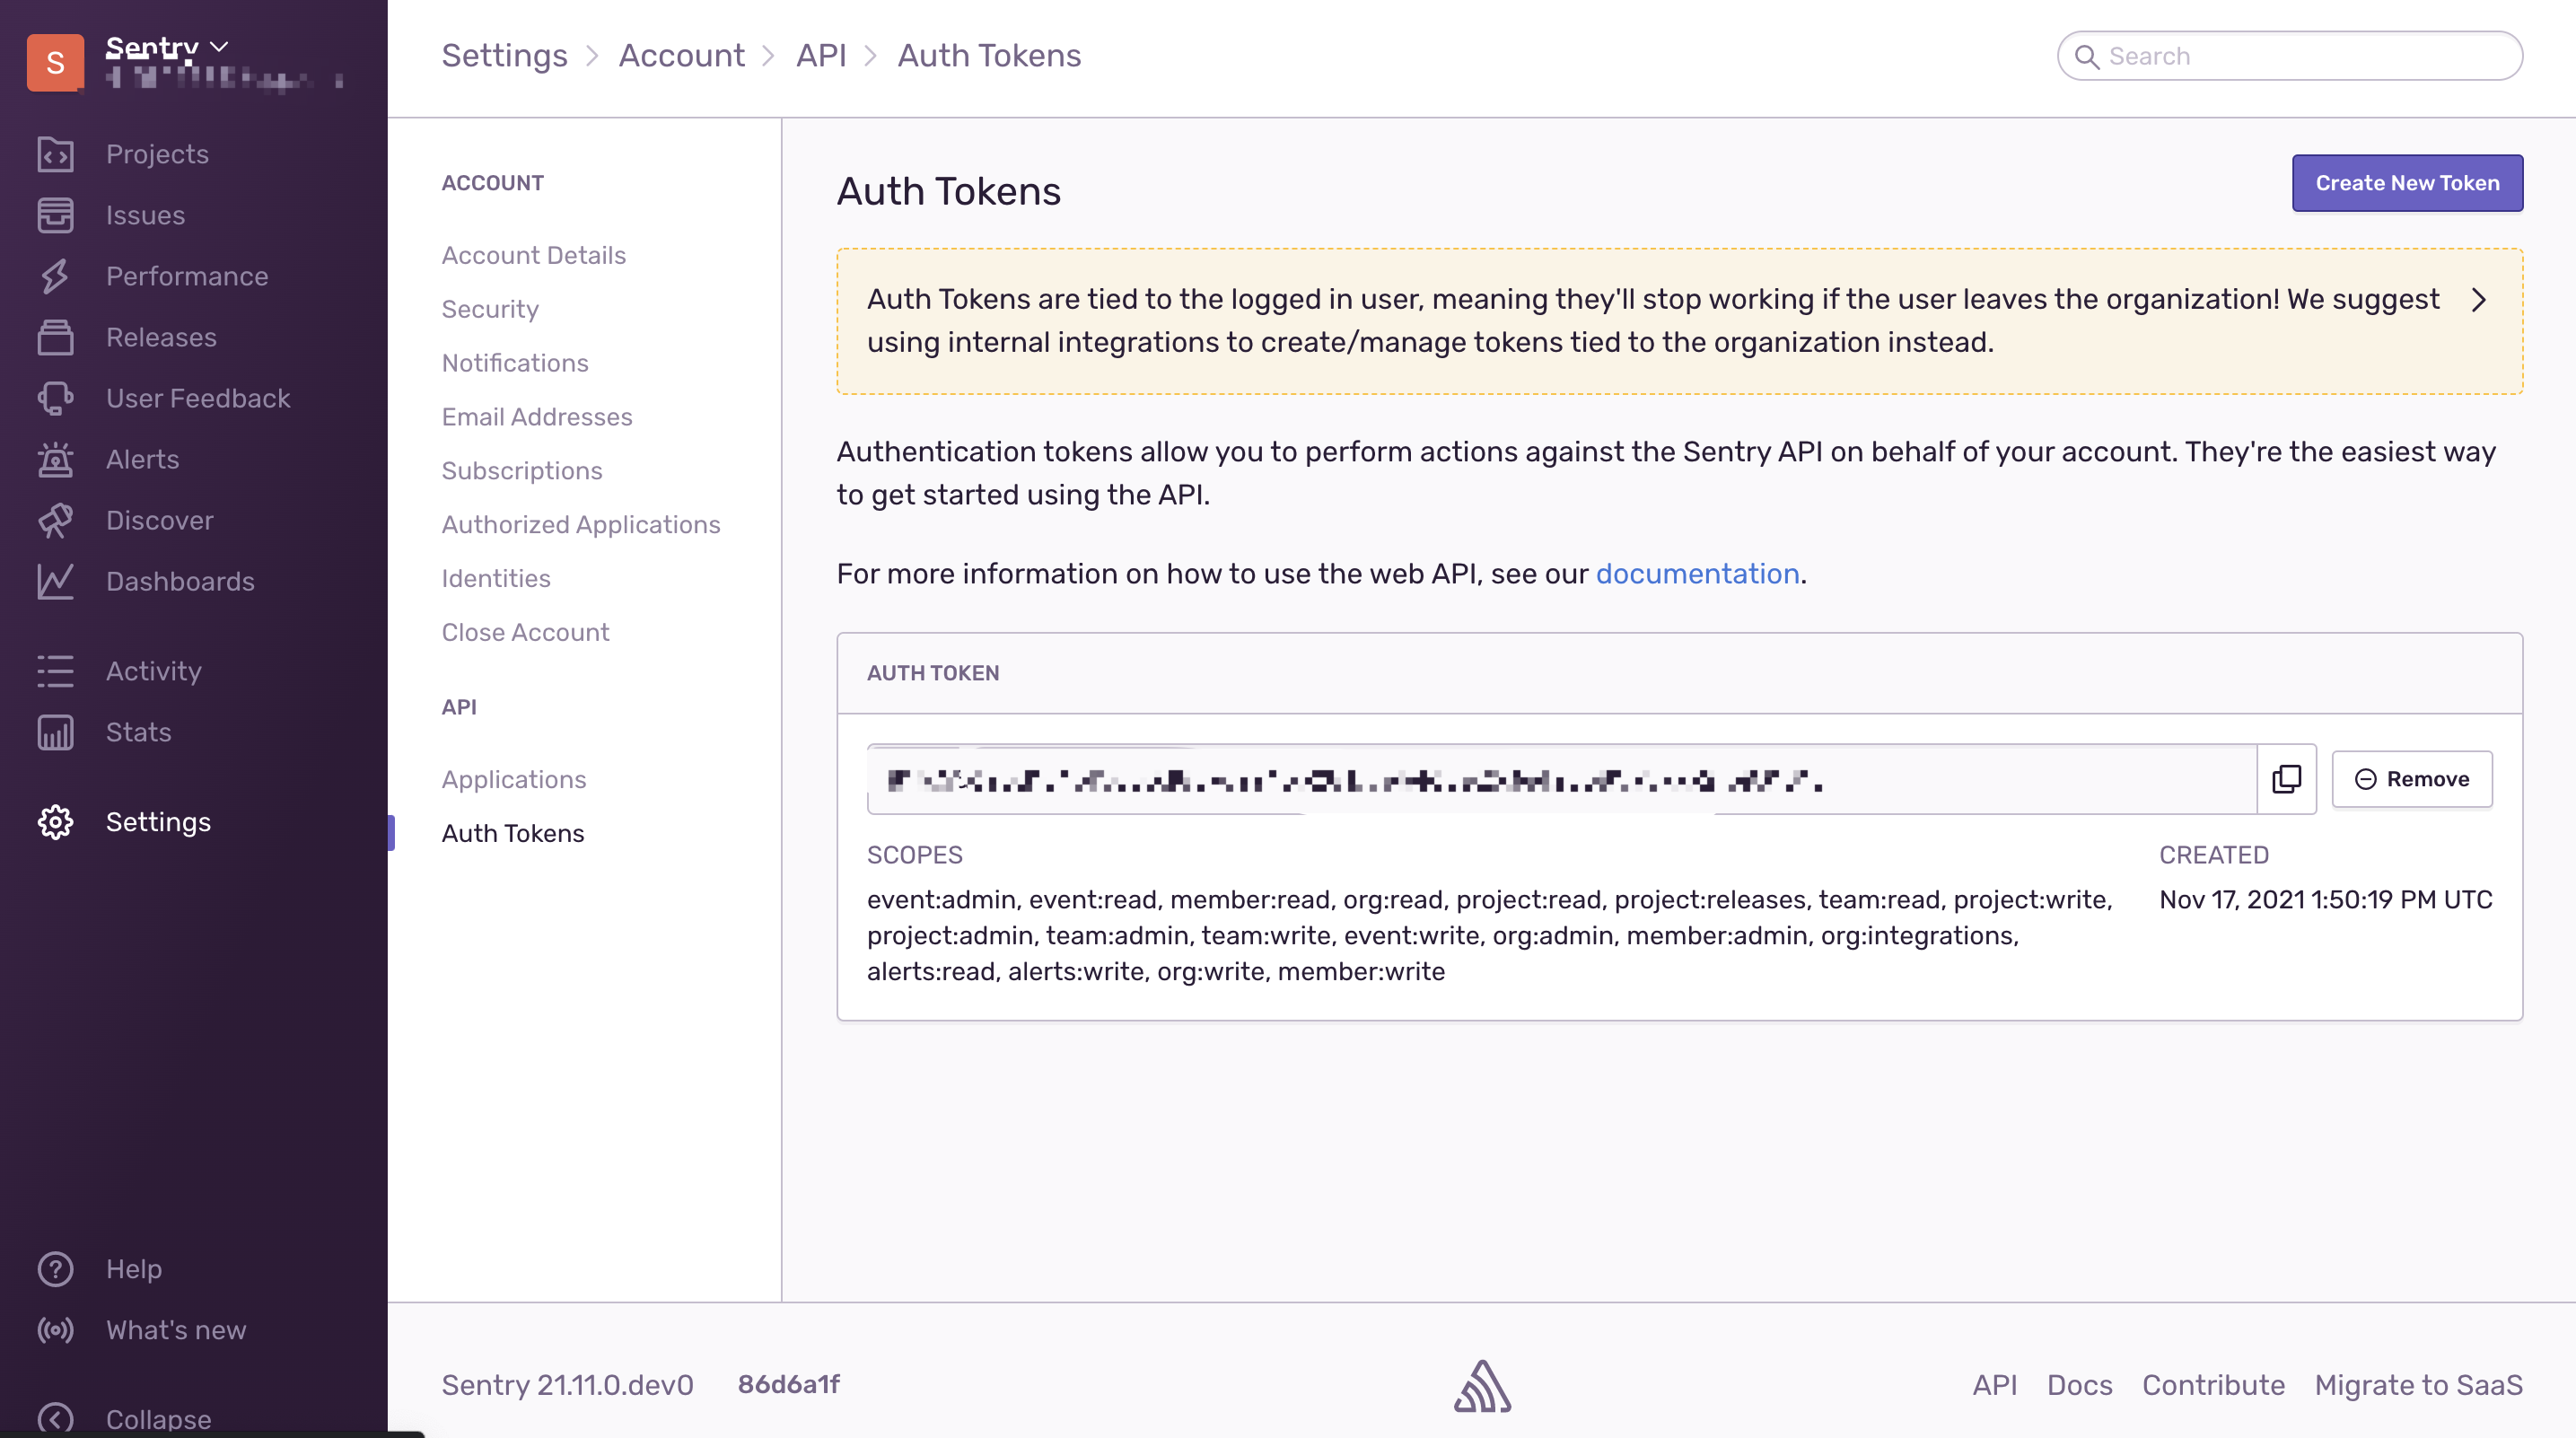 S
Sentry
Projects
Issues
Performance
Releases
User Feedback
Alerts
Discover
Dashboards
Activity
Stats
Settings
Help
What's new
Collapse
Settings > Account > API > Auth Tokens
Search
ACCOUNT
Account Details
Security
Notifications
Email Addresses
Subscriptions
Authorized Applications
Identities
Close Account
API
Applications
Auth Tokens
Auth Tokens
Create New Token
Auth Tokens are tied to the logged in user, meaning they'll stop working if the user leaves the organization! We suggest
using internal integrations to create/manage tokens tied to the organization instead.
Authentication tokens allow you to perform actions against the Sentry API on behalf of your account. They're the easiest way
to get started using the API.
For more information on how to use the web API, see our documentation.
AUTH TOKEN
Remove
SCOPES
event:admin, event:read, member:read, org:read, project:read, project:releases, team:read, project:write,
project:admin, team:admin, team:write, event:write, org:admin, member:admin, org:integrations,
alerts:read, alerts:write, org:write, member:write
CREATED
Nov 17, 2021 1:50:19 PM UTC
Sentry 21.11.0.dev0 86d6a1f
API Docs Contribute Migrate to SaaS